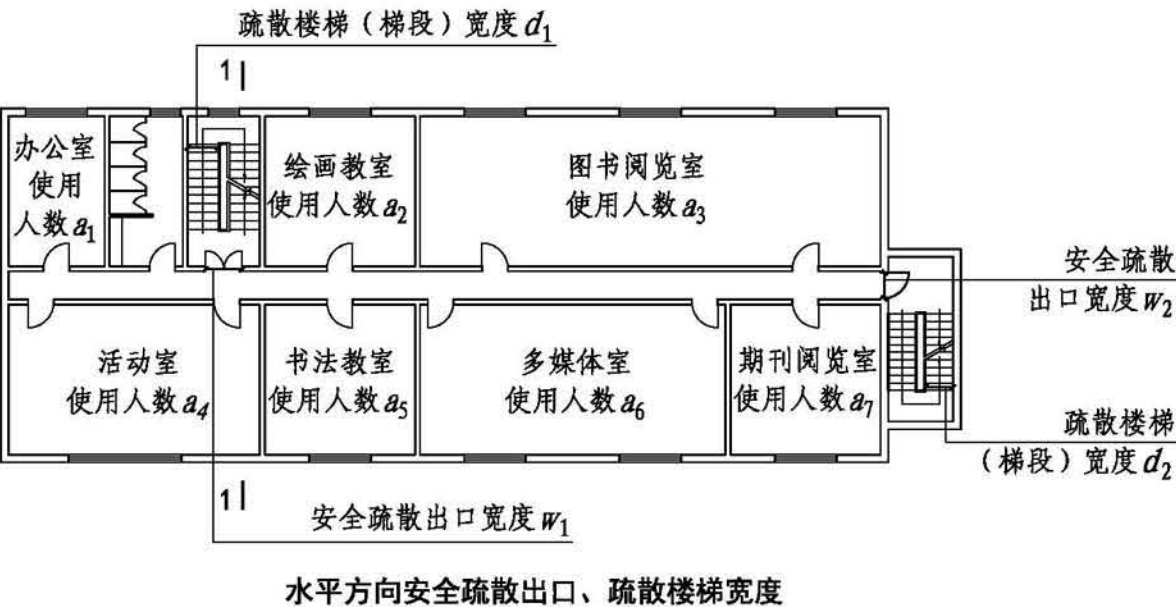 疏散楼梯（梯段）宽度d₁
1
办公室
使用
人数a₁
绘画教室
使用人数a₂
图书阅览室
使用人数a₃
安全疏散
出口宽度w₂
活动室
使用人数a₄
书法教室
使用人数a₅
多媒体室
使用人数a₆
期刊阅览室
使用人数a₇
疏散楼梯
（梯段）宽度d₂
1
安全疏散出口宽度w₁
水平方向安全疏散出口、疏散楼梯宽度